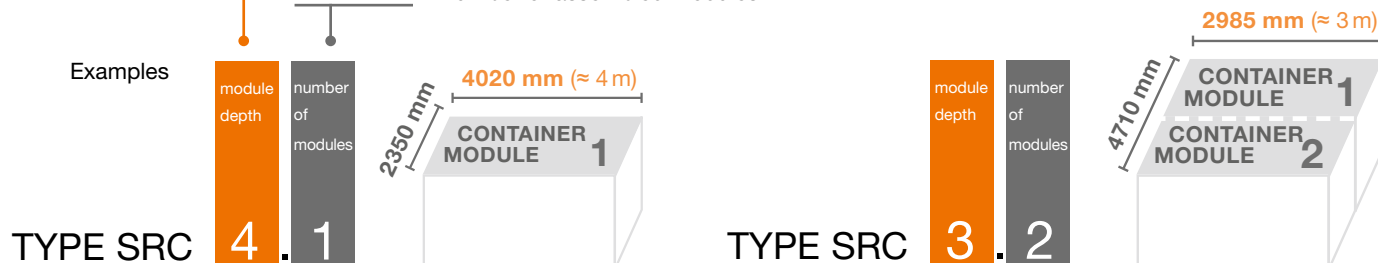 Examples
module
depth
number
of
modules
4020 mm (≈ 4 m)
2350 mm
CONTAINER
MODULE 1
TYPE SRC 4.1
2985 mm (≈ 3 m)
module
depth
number
of
modules
4710 mm
CONTAINER
MODULE 1
CONTAINER
MODULE 2
TYPE SRC 3.2